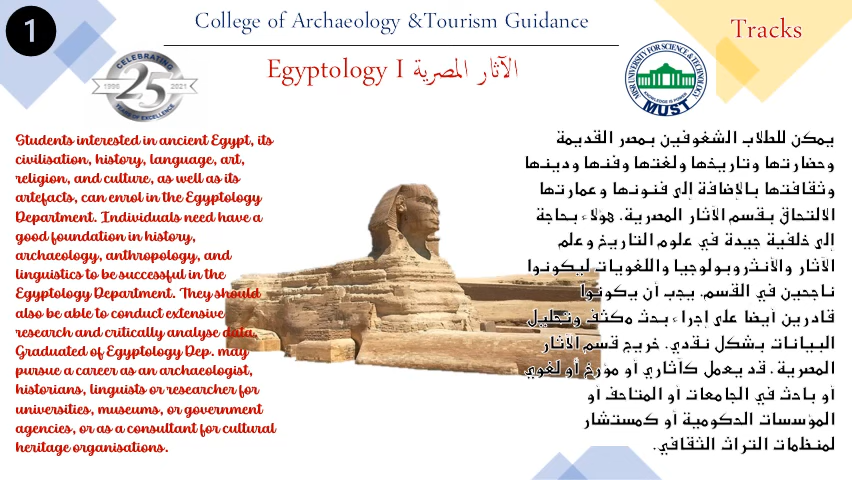 1
College of Archaeology &Tourism Guidance
Tracks
Egyptology I الآثار المصرية
CELEBRATING
25
1996
2021
YEARS OF EXCELLENCE
MISR UNIVERSITY FOR SCIENCE & TECHNOLOGY
KNOWLEDGE IS POWER
MUST
Students interested in ancient Egypt, its
civilisation, history, language, art,
religion, and culture, as well as its
artefacts, can enrol in the Egyptology
Department. Individuals need have a
good foundation in history,
archaeology, anthropology, and
linguistics to be successful in the
Egyptology Department. They should
also be able to conduct extensive
research and critically analyse data.
Graduated of Egyptology Dep. may
pursue a career as an archaeologist,
historians, linguists or researcher for
universities, museums, or government
agencies, or as a consultant for cultural
heritage organisations.
يمكن للطلاب الشغوفين بمصر القديمة
وحضارتها وتاريخها ولغتها وفنها ودينها
وثقافتها بالإضافة إلى فنونها وعمارتها
الالتحاق بقسم الآثار المصرية. هؤلاء بحاجة
إلى خلفية جيدة في علوم التاريخ وعلم
الآثار والأنثروبولوجيا واللغويات ليكونوا
ناجحين في القسم. يجب أن يكونوا
قادرين أيضا على إجراء بحث مكثف وتحليل
البيانات بشكل نقدي. خريج قسم الآثار
المصرية . قد يعمل كآثاري أو مؤرخ أو لغوي
أو باحث في الجامعات أو المتاحف أو
المؤسسات الحكومية أو كمستشار
لمنظمات التراث الثقافي.